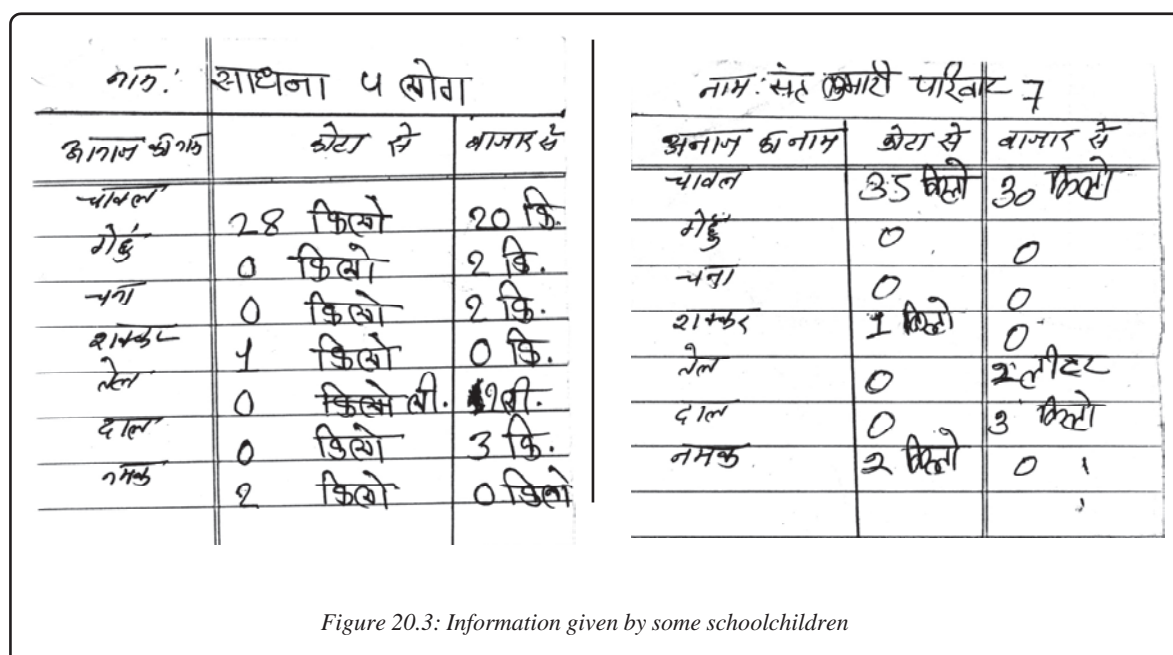 नाम: साधना ५ लोग
अनाज का नाम कोटा से बाजार से
चावल 28 किलो 20 कि.
गेहूं 0 किलो 2 कि.
चना 0 किलो 2 कि.
शक्कर 1 किलो 0 कि.
तेल 0 ली. ली.
दाल 0 किलो 3 कि.
नमक 2 किलो 0 किलो
नाम: संत कुमारी परिवार 7
अनाज का नाम कोटा से बाजार से
चावल 35 किलो 30 किलो
गेहूं 0 0
चना 0 0
शक्कर 1 किलो 0
तेल 0 2 लीटर
दाल 0 3 किलो
नमक 2 किलो 0
Figure 20.3: Information given by some schoolchildren